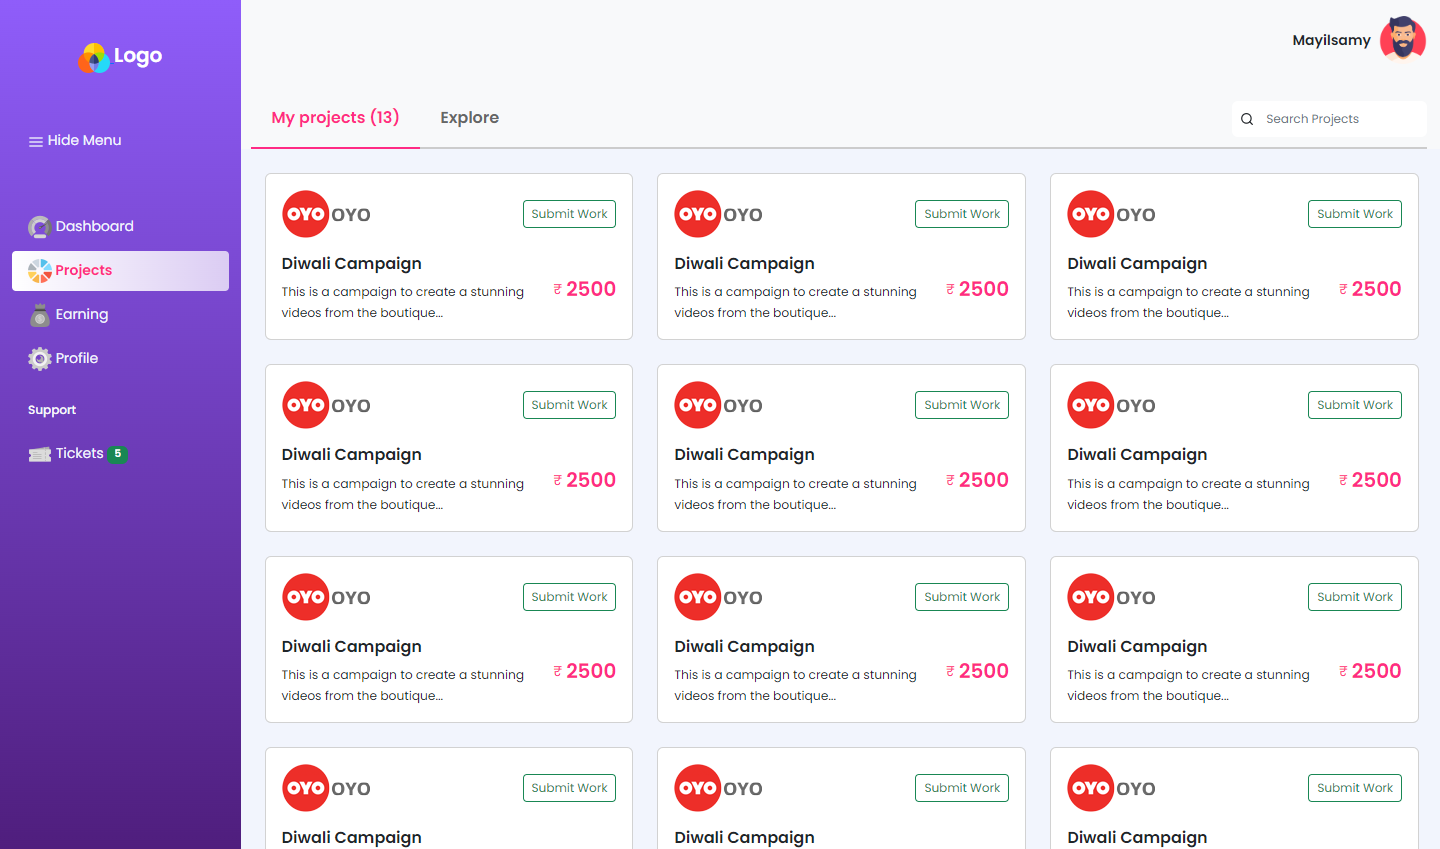 Logo
Hide Menu
Dashboard
Projects
Earning
Profile
Support
Tickets 5
Mayilsamy
My projects (13) Explore Search Projects
OYO OYO Submit Work OYO OYO Submit Work OYO OYO Submit Work
Diwali Campaign Diwali Campaign Diwali Campaign
This is a campaign to create a stunning ₹ 2500 This is a campaign to create a stunning ₹ 2500 This is a campaign to create a stunning ₹ 2500
videos from the boutique... videos from the boutique... videos from the boutique...
OYO OYO Submit Work OYO OYO Submit Work OYO OYO Submit Work
Diwali Campaign Diwali Campaign Diwali Campaign
This is a campaign to create a stunning ₹ 2500 This is a campaign to create a stunning ₹ 2500 This is a campaign to create a stunning ₹ 2500
videos from the boutique... videos from the boutique... videos from the boutique...
OYO OYO Submit Work OYO OYO Submit Work OYO OYO Submit Work
Diwali Campaign Diwali Campaign Diwali Campaign
This is a campaign to create a stunning ₹ 2500 This is a campaign to create a stunning ₹ 2500 This is a campaign to create a stunning ₹ 2500
videos from the boutique... videos from the boutique... videos from the boutique...
OYO OYO Submit Work OYO OYO Submit Work OYO OYO Submit Work
Diwali Campaign Diwali Campaign Diwali Campaign